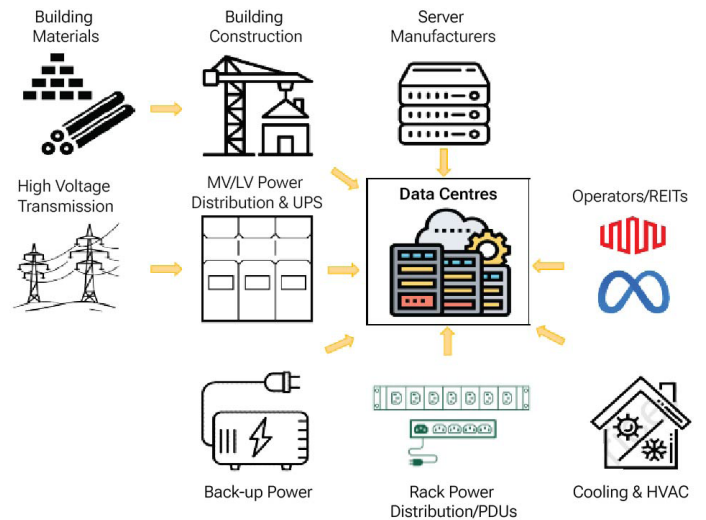 Building
Materials
Building
Construction
Server
Manufacturers
High Voltage
Transmission
MV/LV Power
Distribution & UPS
Data Centres
Operators/REITs
Back-up Power
Rack Power
Distribution/PDUs
Cooling & HVAC